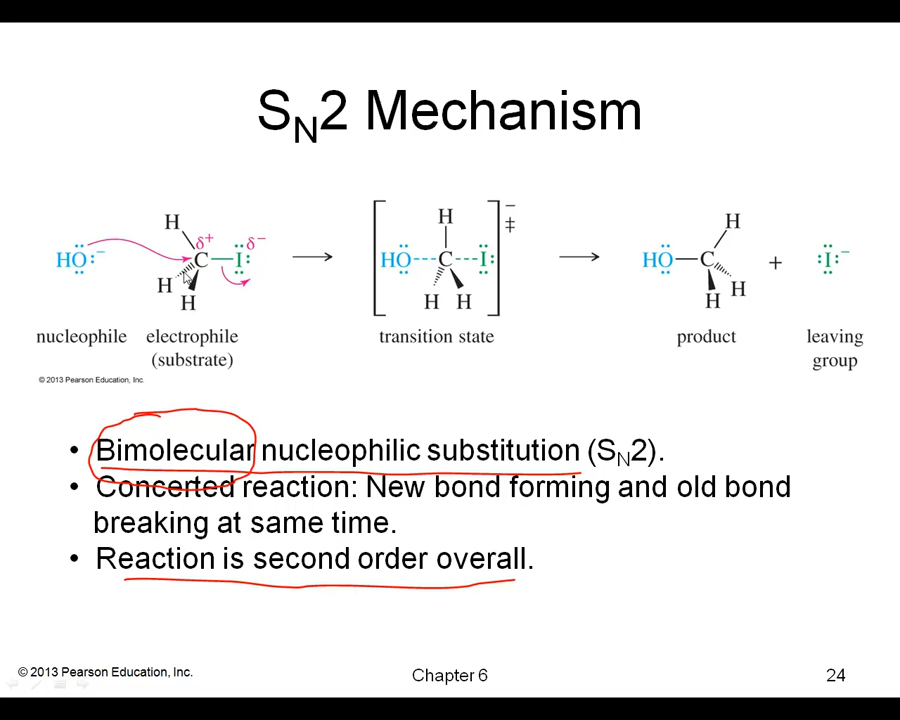 S_N2 Mechanism
H H H
HO:⁻ δ⁺ C—I: δ⁻ HO---C---I: − ‡ HO—C + :I:⁻
H H H H H H
nucleophile electrophile transition state product leaving
(substrate) group
© 2013 Pearson Education, Inc.
• Bimolecular nucleophilic substitution (S_N2).
• Concerted reaction: New bond forming and old bond
breaking at same time.
• Reaction is second order overall.
© 2013 Pearson Education, Inc. Chapter 6 24